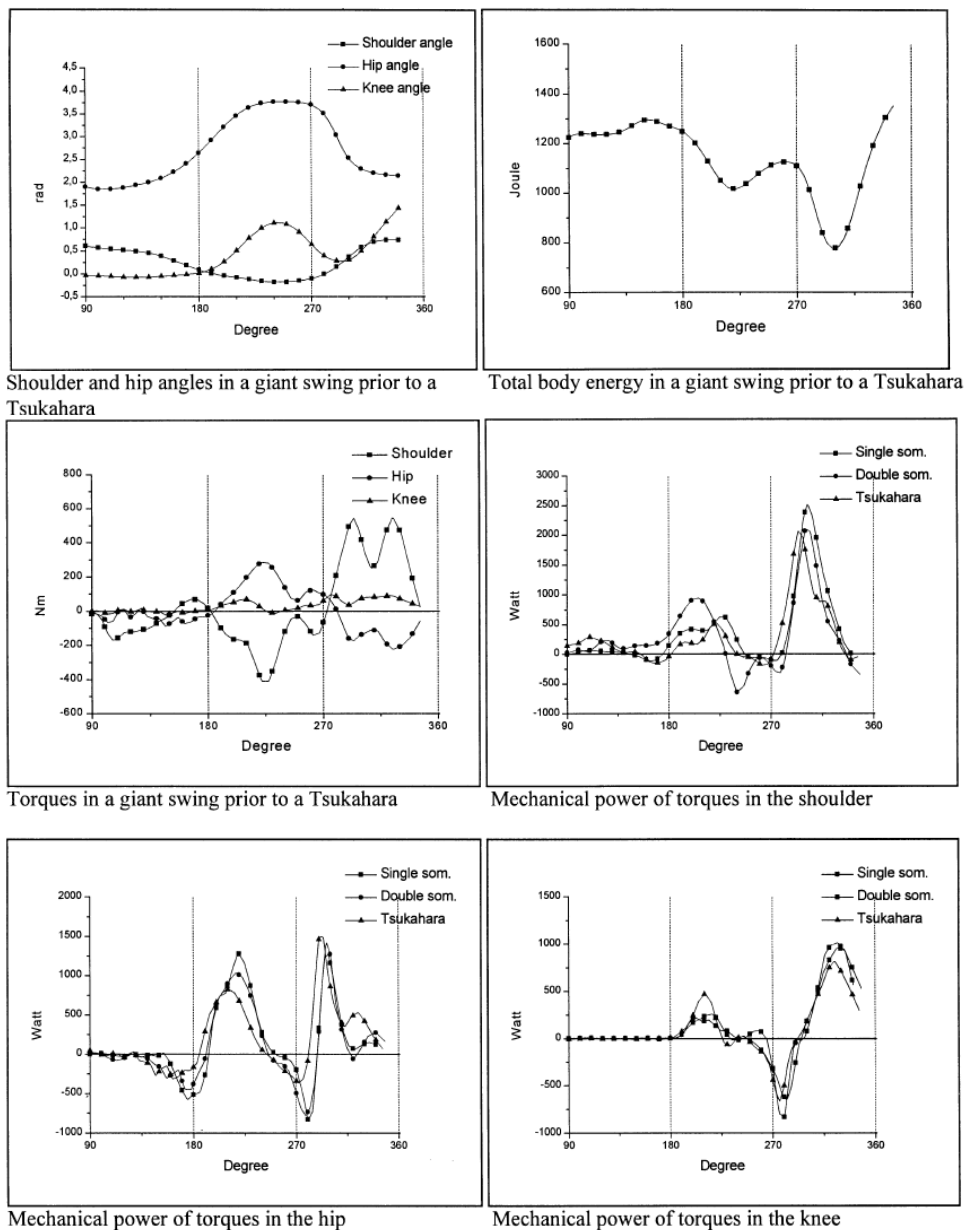 Shoulder angle
Hip angle
Knee angle
4,5
4,0
3,5
3,0
2,5
2,0
1,5
1,0
0,5
0,0
-0,5
rad
90
180
270
360
Degree
1600
1400
1200
1000
800
600
Joule
90
180
270
360
Degree
Shoulder and hip angles in a giant swing prior to a
Tsukahara
Total body energy in a giant swing prior to a Tsukahara
Shoulder
Hip
Knee
800
600
400
200
0
-200
-400
-600
Nm
90
180
270
360
Degree
Single som.
Double som.
Tsukahara
3000
2500
2000
1500
1000
500
0
-500
-1000
Watt
90
180
270
360
Degree
Torques in a giant swing prior to a Tsukahara
Mechanical power of torques in the shoulder
Single som.
Double som.
Tsukahara
2000
1500
1000
500
0
-500
-1000
Watt
90
180
270
360
Degree
Single som.
Double som.
Tsukahara
1500
1000
500
0
-500
-1000
Watt
90
180
270
360
Degree
Mechanical power of torques in the hip
Mechanical power of torques in the knee